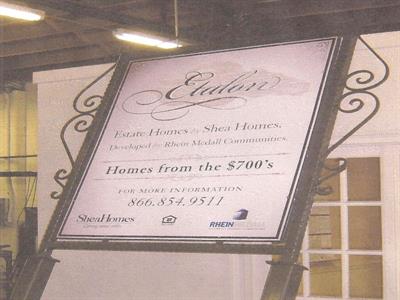 Etalon
Estate Homes by Shea Homes.
Developed by Rhein Medall Communities.
Homes from the $700's
FOR MORE INFORMATION
866.854.9511
SheaHomes
RHEIN MEDALL